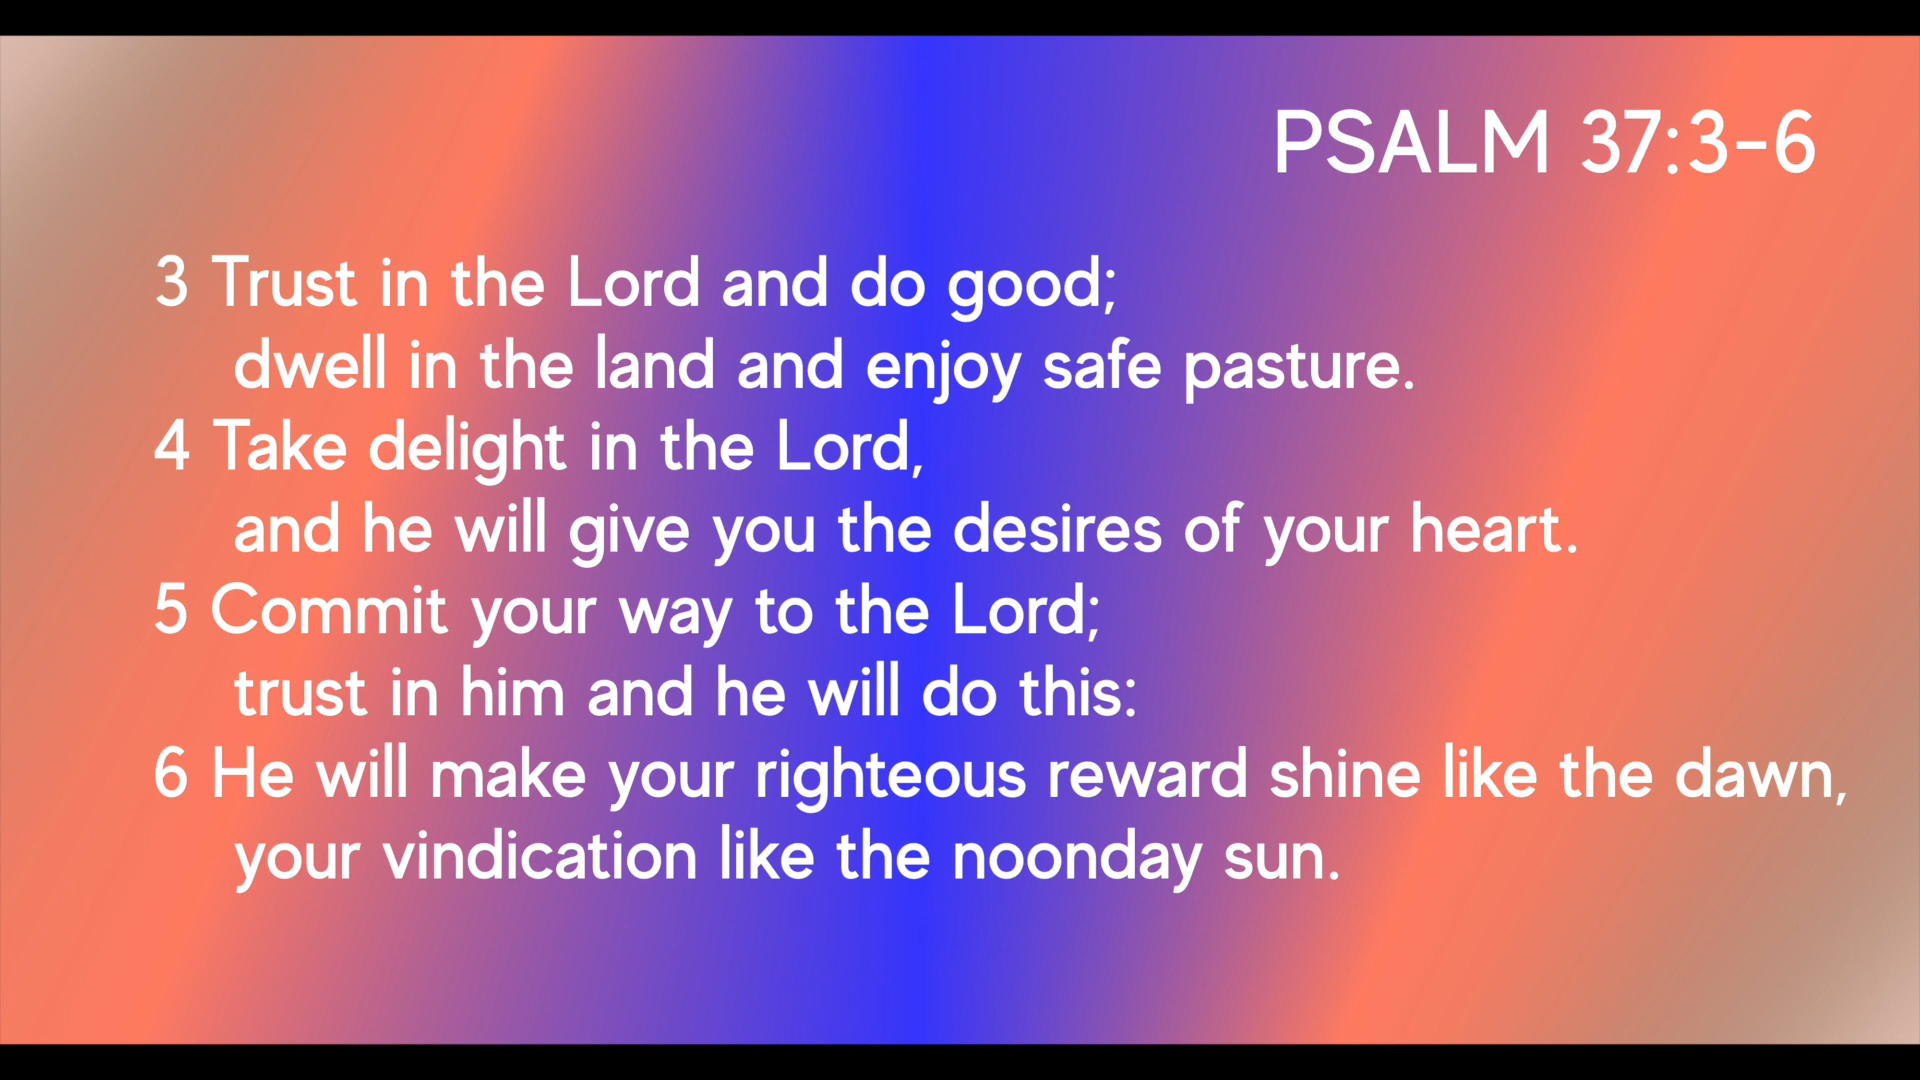 PSALM 37:3-6
3 Trust in the Lord and do good;
dwell in the land and enjoy safe pasture.
4 Take delight in the Lord,
and he will give you the desires of your heart.
5 Commit your way to the Lord;
trust in him and he will do this:
6 He will make your righteous reward shine like the dawn,
your vindication like the noonday sun.